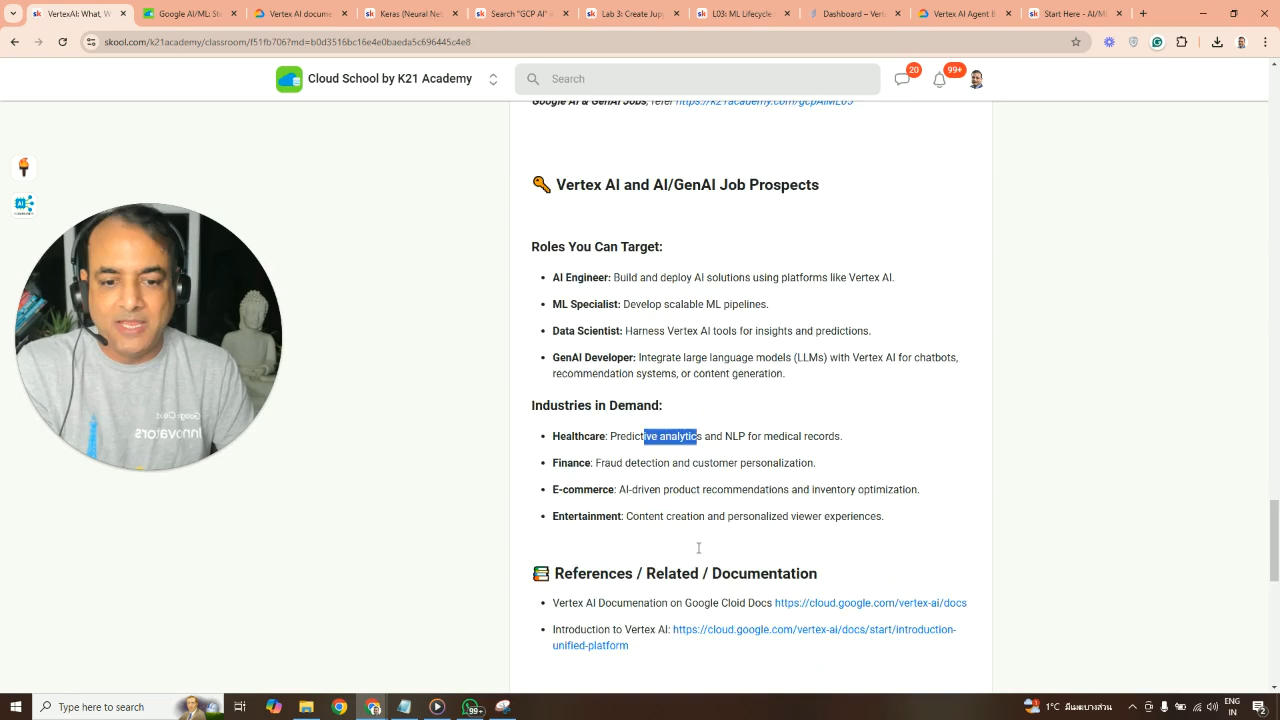 Google AI/ML St
Vertex AI docume
Keras (Neural Net
Search "GCP AI"
Lab 3: Create Jup
L03: ML Lifecycle
Dashboard – Vert
Vertex AI Agent B
Start Here - AI/ML
skool.com/k21academy/classroom/f51fb706?md=b0d3516bc16e4e0baeda5c696445c4e8
Cloud School by K21 Academy
Search
20
99+
Google AI & GenAI Jobs, refer https://k21academy.com/gcpAIML05
Vertex AI and AI/GenAI Job Prospects
Roles You Can Target:
• AI Engineer: Build and deploy AI solutions using platforms like Vertex AI.
• ML Specialist: Develop scalable ML pipelines.
• Data Scientist: Harness Vertex AI tools for insights and predictions.
• GenAI Developer: Integrate large language models (LLMs) with Vertex AI for chatbots,
recommendation systems, or content generation.
Industries in Demand:
• Healthcare: Predictive analytics and NLP for medical records.
• Finance: Fraud detection and customer personalization.
• E-commerce: AI-driven product recommendations and inventory optimization.
• Entertainment: Content creation and personalized viewer experiences.
References / Related / Documentation
• Vertex AI Documenation on Google Cloid Docs https://cloud.google.com/vertex-ai/docs
• Introduction to Vertex AI: https://cloud.google.com/vertex-ai/docs/start/introduction-
unified-platform
Google Cloud
Innovators
Type here to search
99+
1°C
ENG